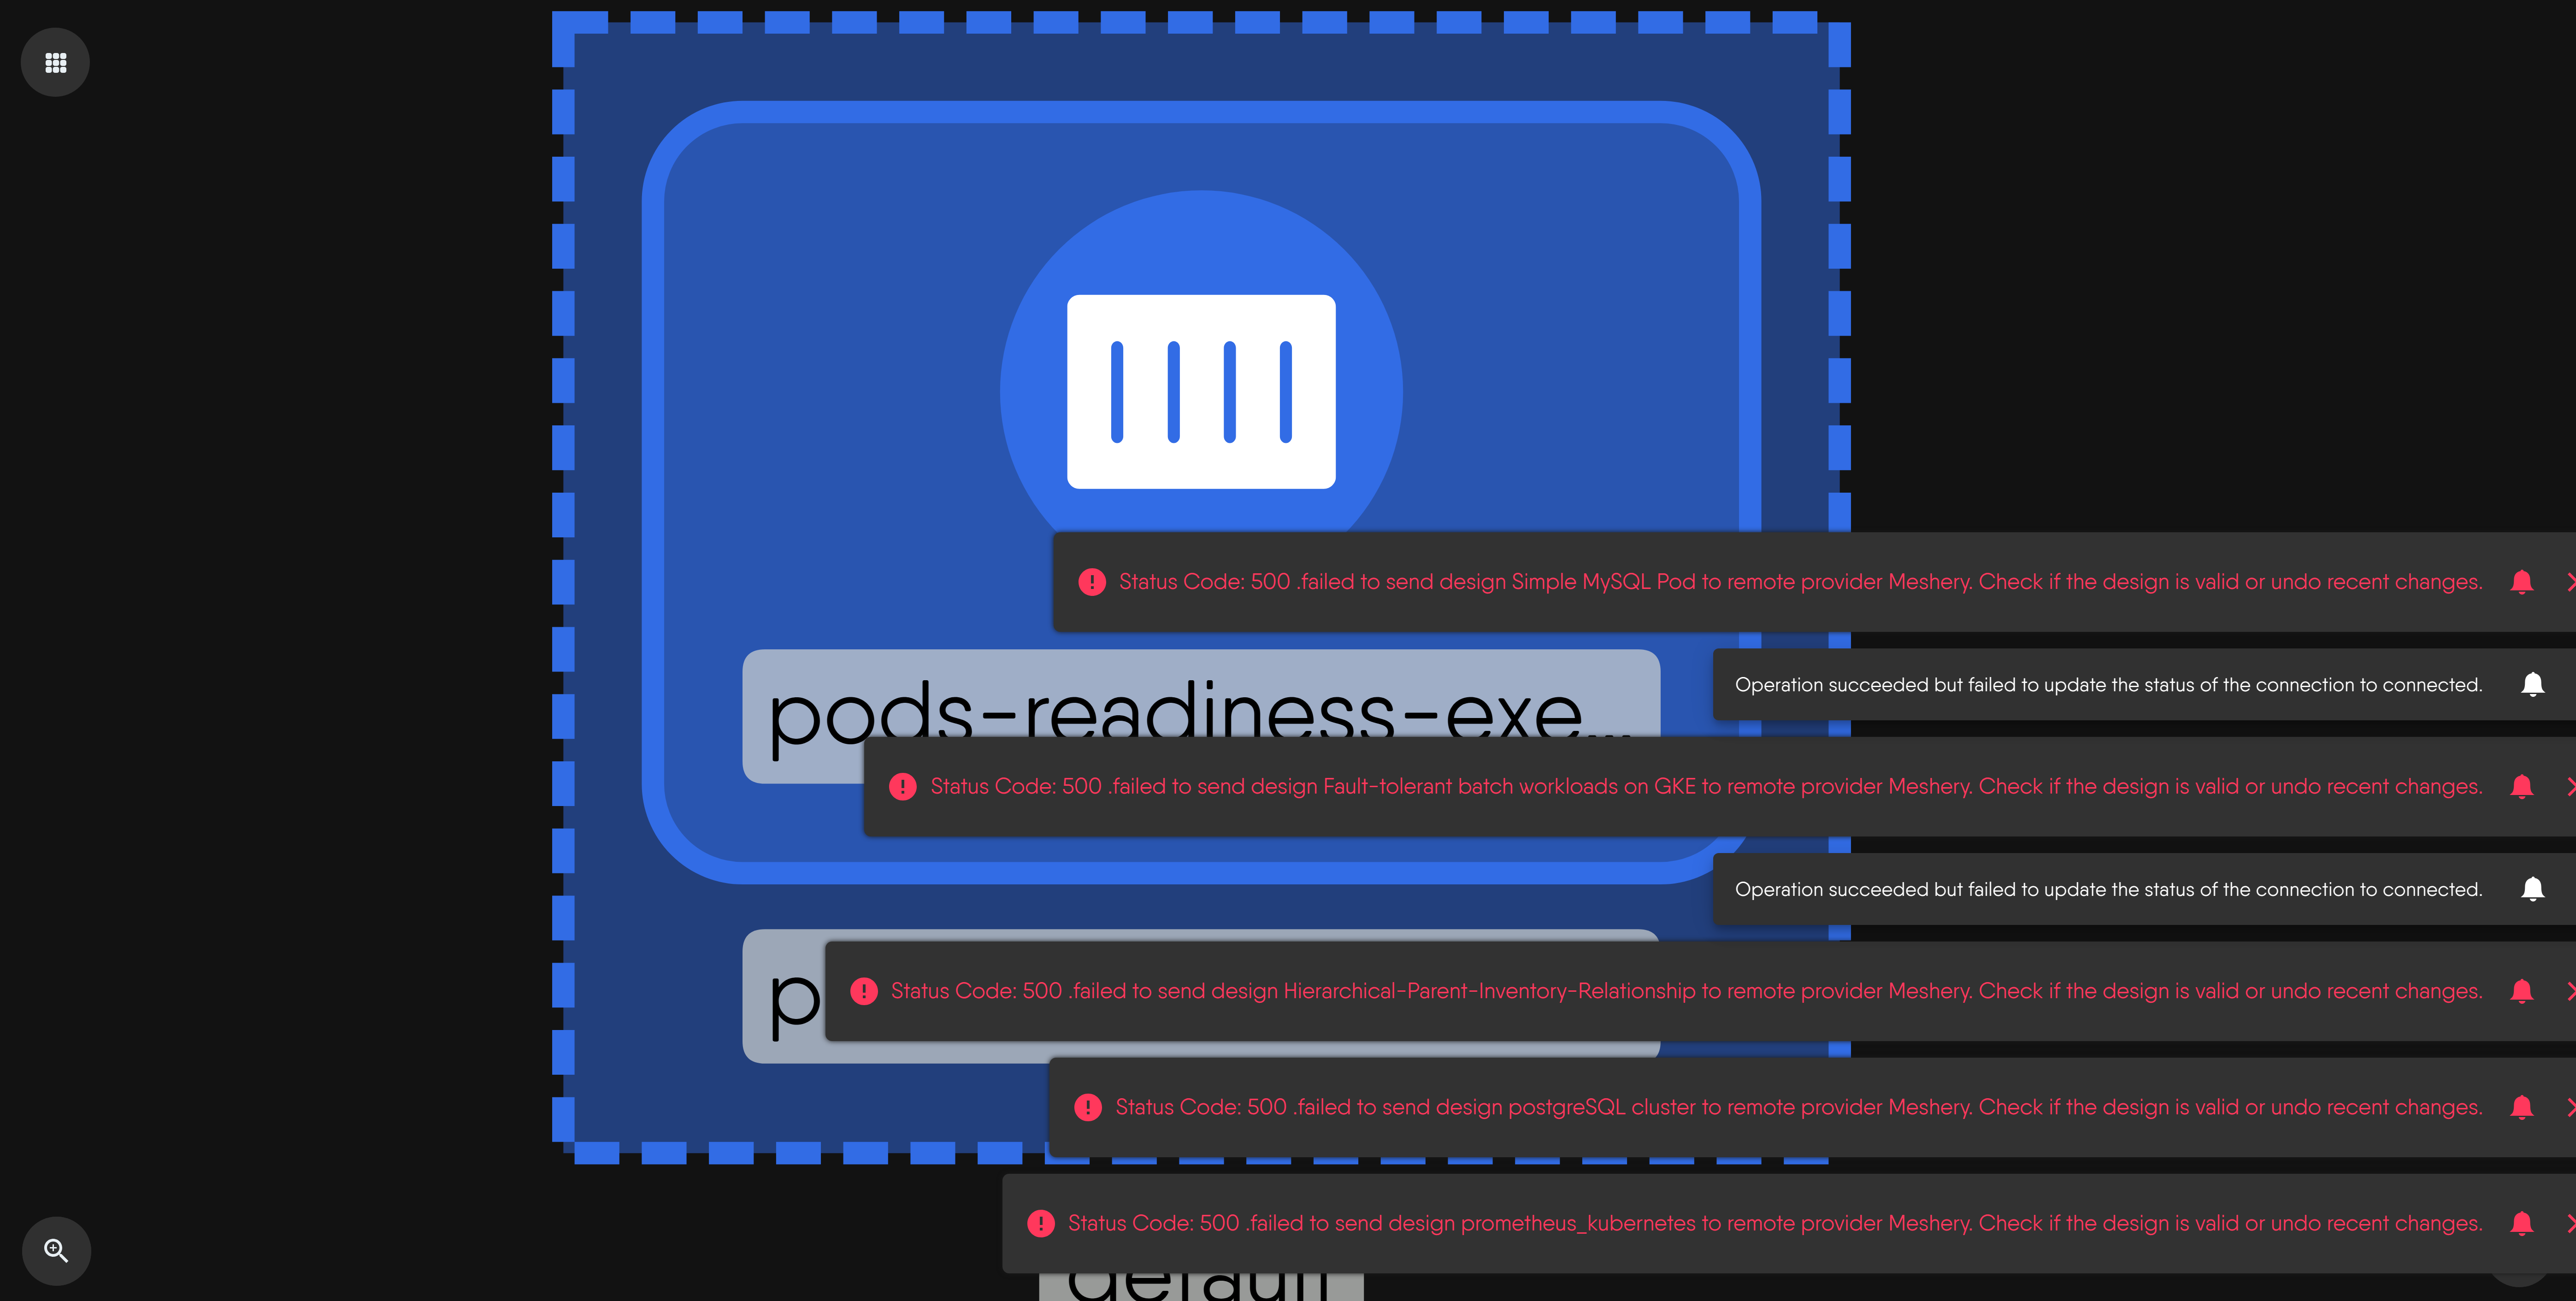 Status Code: 500 .failed to send design Simple MySQL Pod to remote provider Meshery. Check if the design is valid or undo recent changes.
pods-readiness-exe...
Operation succeeded but failed to update the status of the connection to connected.
Status Code: 500 .failed to send design Fault-tolerant batch workloads on GKE to remote provider Meshery. Check if the design is valid or undo recent changes.
Operation succeeded but failed to update the status of the connection to connected.
p
Status Code: 500 .failed to send design Hierarchical-Parent-Inventory-Relationship to remote provider Meshery. Check if the design is valid or undo recent changes.
Status Code: 500 .failed to send design postgreSQL cluster to remote provider Meshery. Check if the design is valid or undo recent changes.
Status Code: 500 .failed to send design prometheus_kubernetes to remote provider Meshery. Check if the design is valid or undo recent changes.
default